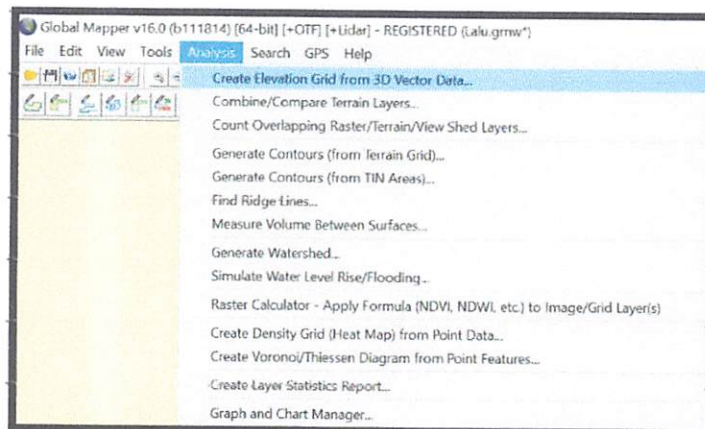 Global Mapper v16.0 (b111814) [64-bit] [+OTF] [+Lidar] - REGISTERED (Lalu.gmw*)
File Edit View Tools Analysis Search GPS Help
Create Elevation Grid from 3D Vector Data...
Combine/Compare Terrain Layers...
Count Overlapping Raster/Terrain/View Shed Layers...
Generate Contours (from Terrain Grid)...
Generate Contours (from TIN Areas)...
Find Ridge Lines...
Measure Volume Between Surfaces...
Generate Watershed...
Simulate Water Level Rise/Flooding...
Raster Calculator - Apply Formula (NDVI, NDWI, etc.) to Image/Grid Layer(s)
Create Density Grid (Heat Map) from Point Data...
Create Voronoi/Thiessen Diagram from Point Features...
Create Layer Statistics Report...
Graph and Chart Manager...